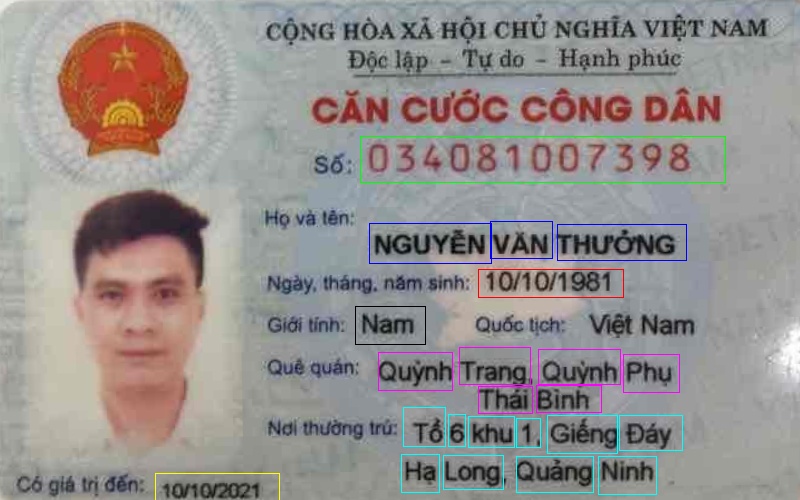 CỘNG HÒA XÃ HỘI CHỦ NGHĨA VIỆT NAM
Độc lập - Tự do - Hạnh phúc
CĂN CƯỚC CÔNG DÂN
Số: 034081007398
Họ và tên:
NGUYỄN VĂN THƯỞNG
Ngày, tháng, năm sinh: 10/10/1981
Giới tính: Nam Quốc tịch: Việt Nam
Quê quán: Quỳnh Trang, Quỳnh Phụ
Thái Bình
Nơi thường trú: Tổ 6 khu 1, Giếng Đáy
Hạ Long, Quảng Ninh
Có giá trị đến: 10/10/2021